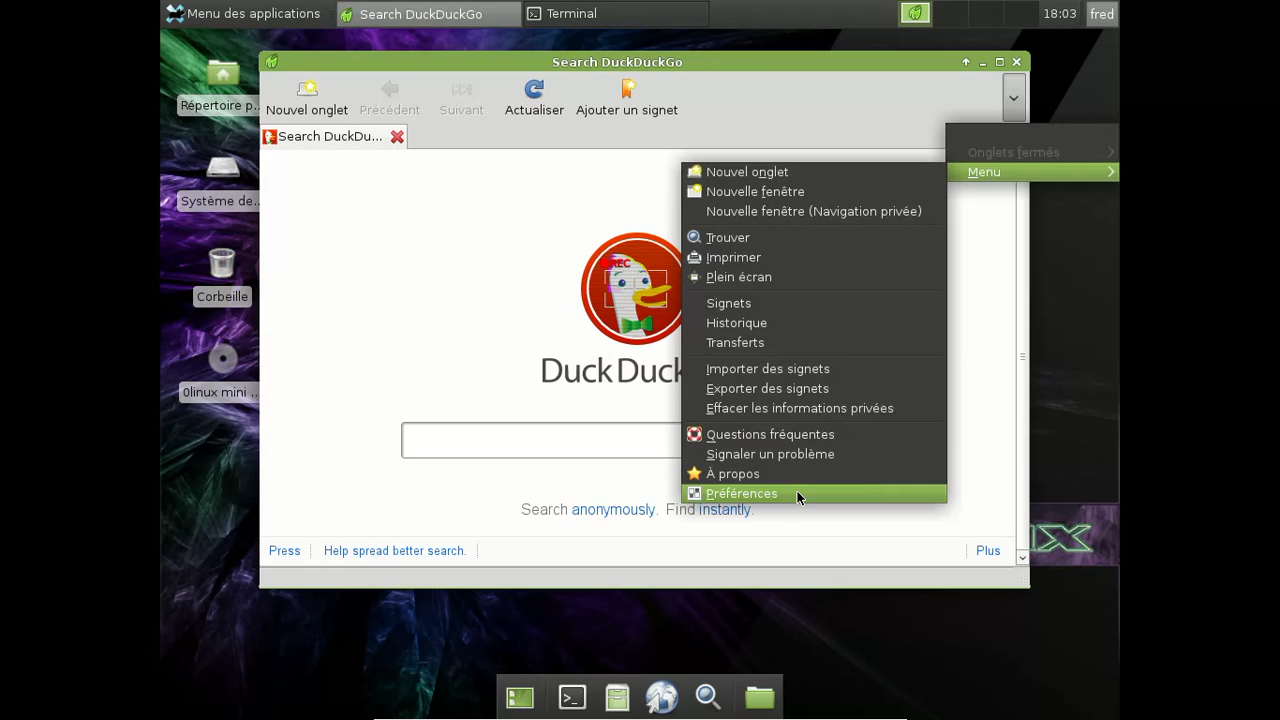 Menu des applications
Search DuckDuckGo
Terminal
18:03
fred
Search DuckDuckGo
Nouvel onglet
Précédent
Suivant
Actualiser
Ajouter un signet
Search DuckDu...
Répertoire p...
Système de...
Corbeille
0linux mini ...
Onglets fermés
Menu
Nouvel onglet
Nouvelle fenêtre
Nouvelle fenêtre (Navigation privée)
Trouver
Imprimer
Plein écran
Signets
Historique
Transferts
Importer des signets
Exporter des signets
Effacer les informations privées
Questions fréquentes
Signaler un problème
À propos
Préférences
REC
DuckDuck
Search anonymously. Find instantly.
Press
Help spread better search.
Plus